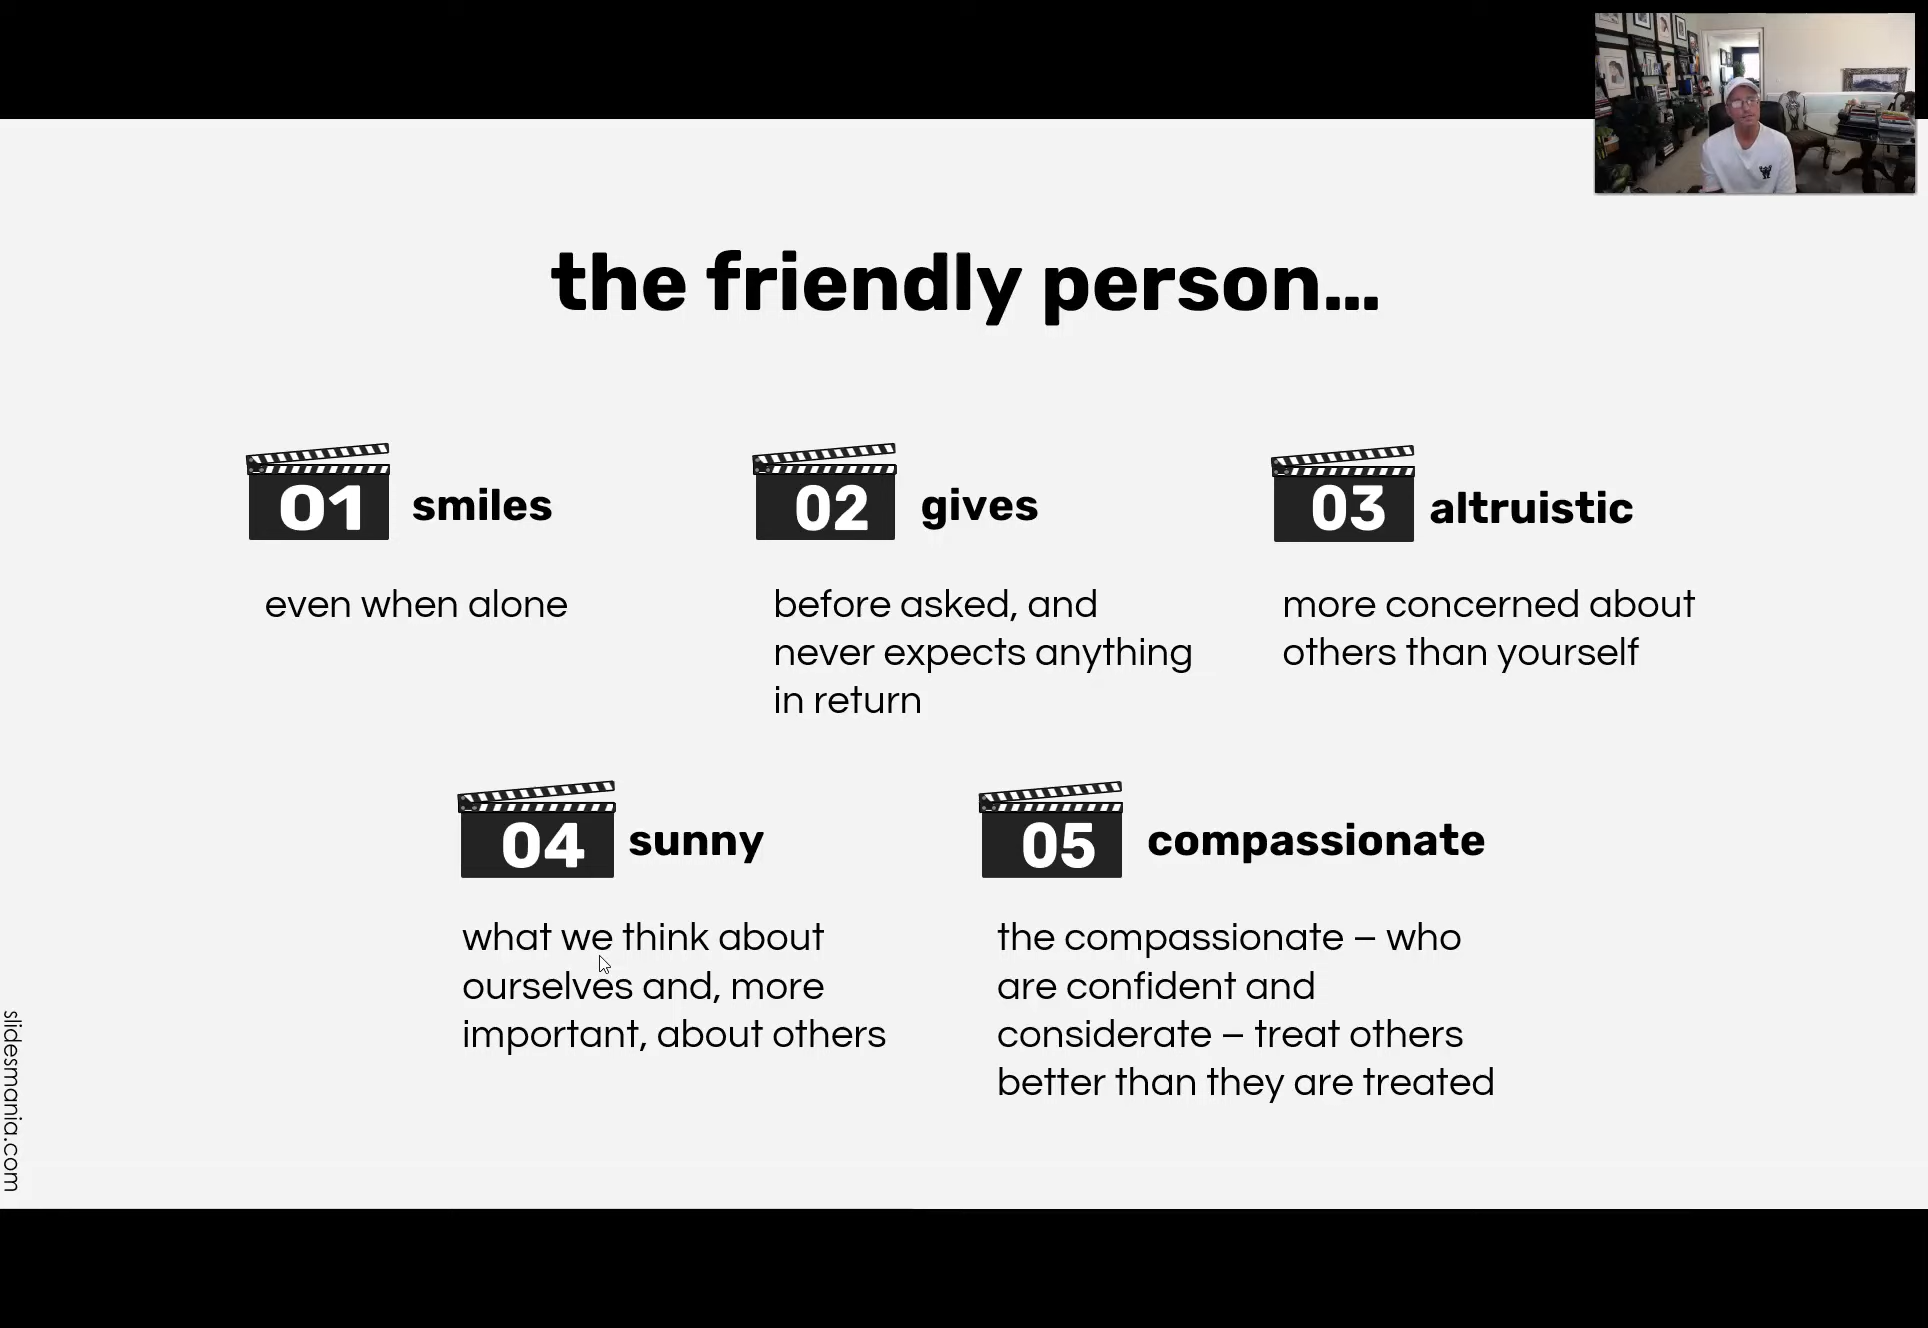 the friendly person...
01 smiles
even when alone
02 gives
before asked, and
never expects anything
in return
03 altruistic
more concerned about
others than yourself
04 sunny
what we think about
ourselves and, more
important, about others
05 compassionate
the compassionate – who
are confident and
considerate – treat others
better than they are treated
slidesmania.com